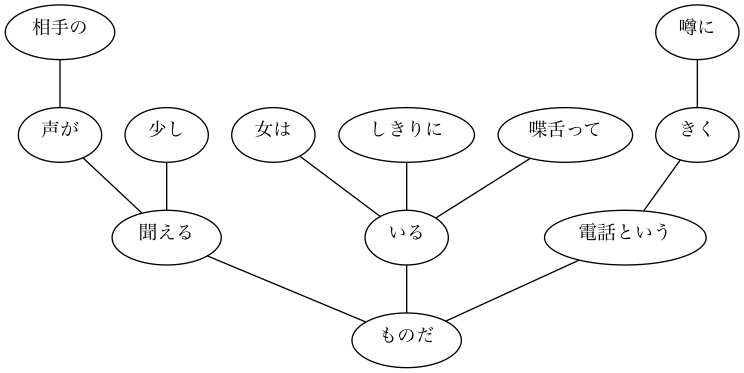 相手の
噂に
声が
少し
女は
しきりに
喋舌って
きく
聞える
いる
電話という
ものだ